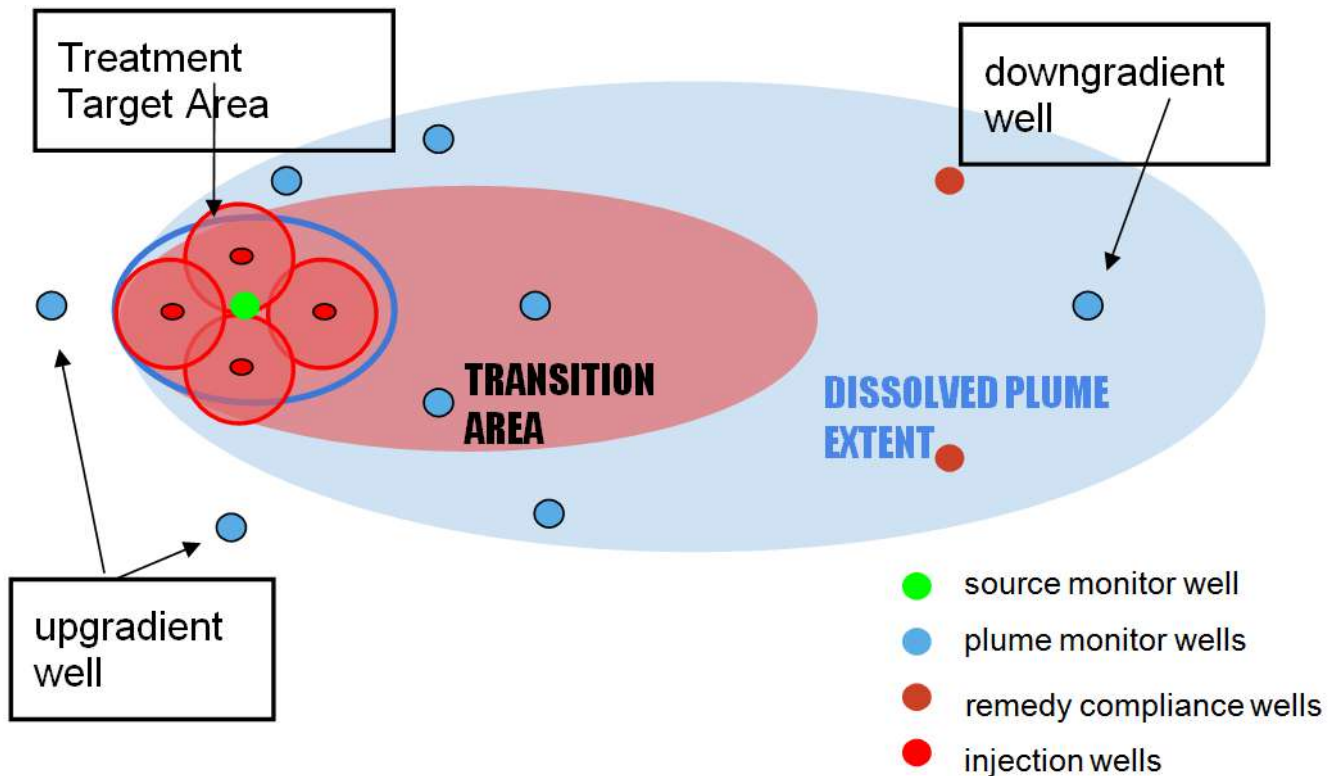 Treatment
Target Area
downgradient
well
TRANSITION
AREA
DISSOLVED PLUME
EXTENT
upgradient
well
source monitor well
plume monitor wells
remedy compliance wells
injection wells